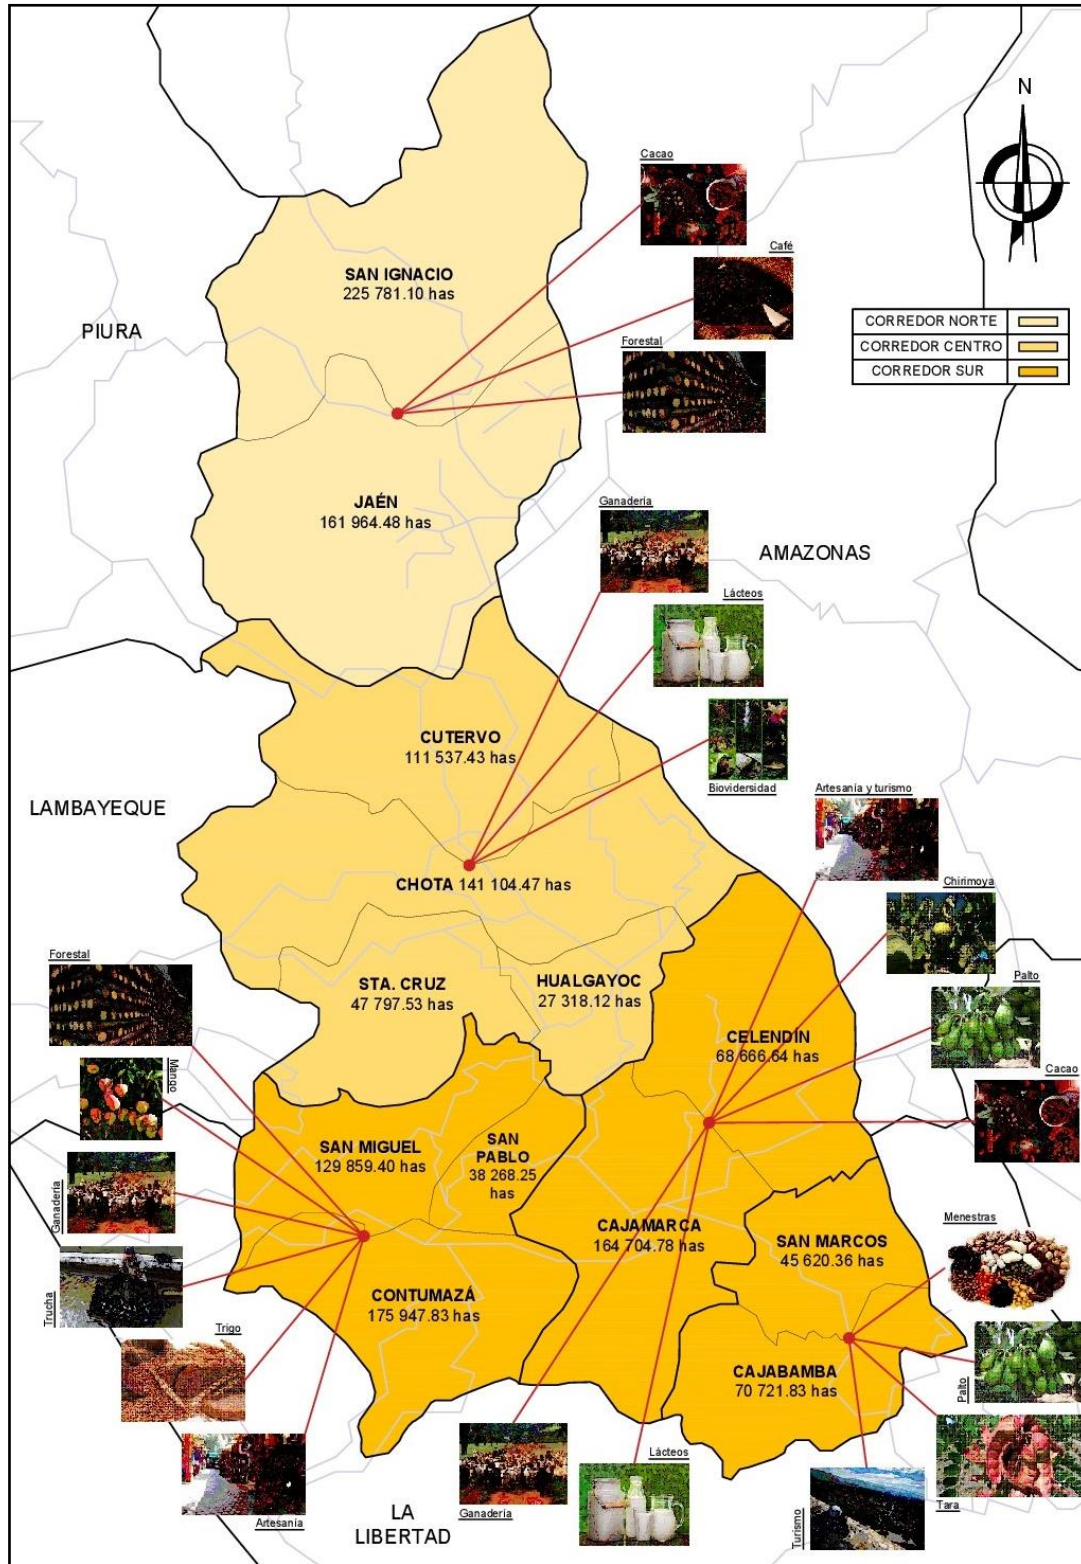 N
Cacao
Café
Forestal
SAN IGNACIO
225 781.10 has
PIURA
CORREDOR NORTE
CORREDOR CENTRO
CORREDOR SUR
JAÉN
161 964.48 has
Ganadería
AMAZONAS
Lácteos
CUTERVO
111 537.43 has
Biovidersidad
LAMBAYEQUE
Artesanía y turismo
CHOTA 141 104.47 has
Chirimoya
Forestal
STA. CRUZ
47 797.53 has
HUALGAYOC
27 318.12 has
Palto
CELENDÍN
68 666.64 has
Mango
Cacao
SAN MIGUEL
129 859.40 has
SAN
PABLO
38 268.25
has
Ganadería
CAJAMARCA
164 704.78 has
SAN MARCOS
45 620.36 has
Menestras
Trucha
CONTUMAZÁ
175 947.83 has
Trigo
CAJABAMBA
70 721.83 has
Palto
Artesanía
LA
LIBERTAD
Ganadería
Lácteos
Turismo
Tara